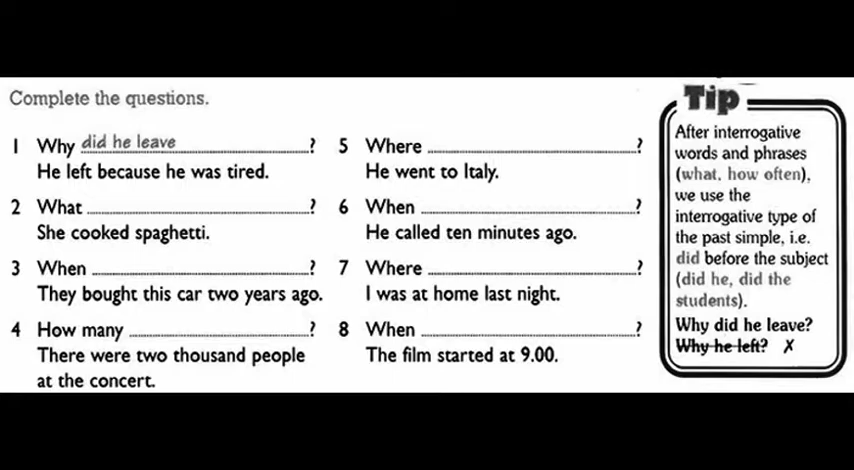 Complete the questions.
1 Why did he leave ?
He left because he was tired.
2 What ?
She cooked spaghetti.
3 When ?
They bought this car two years ago.
4 How many ?
There were two thousand people
at the concert.
5 Where ?
He went to Italy.
6 When ?
He called ten minutes ago.
7 Where ?
I was at home last night.
8 When ?
The film started at 9.00.
Tip
After interrogative
words and phrases
(what, how often),
we use the
interrogative type of
the past simple, i.e.
did before the subject
(did he, did the
students).
Why did he leave?
Why he left? ✗